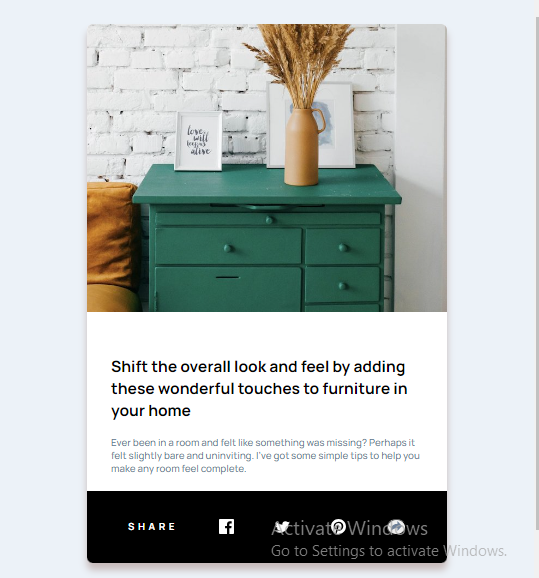 love
will
keep us
alive
Shift the overall look and feel by adding
these wonderful touches to furniture in
your home
Ever been in a room and felt like something was missing? Perhaps it
felt slightly bare and uninviting. I've got some simple tips to help you
make any room feel complete.
SHARE
Activate Windows
Go to Settings to activate Windows.